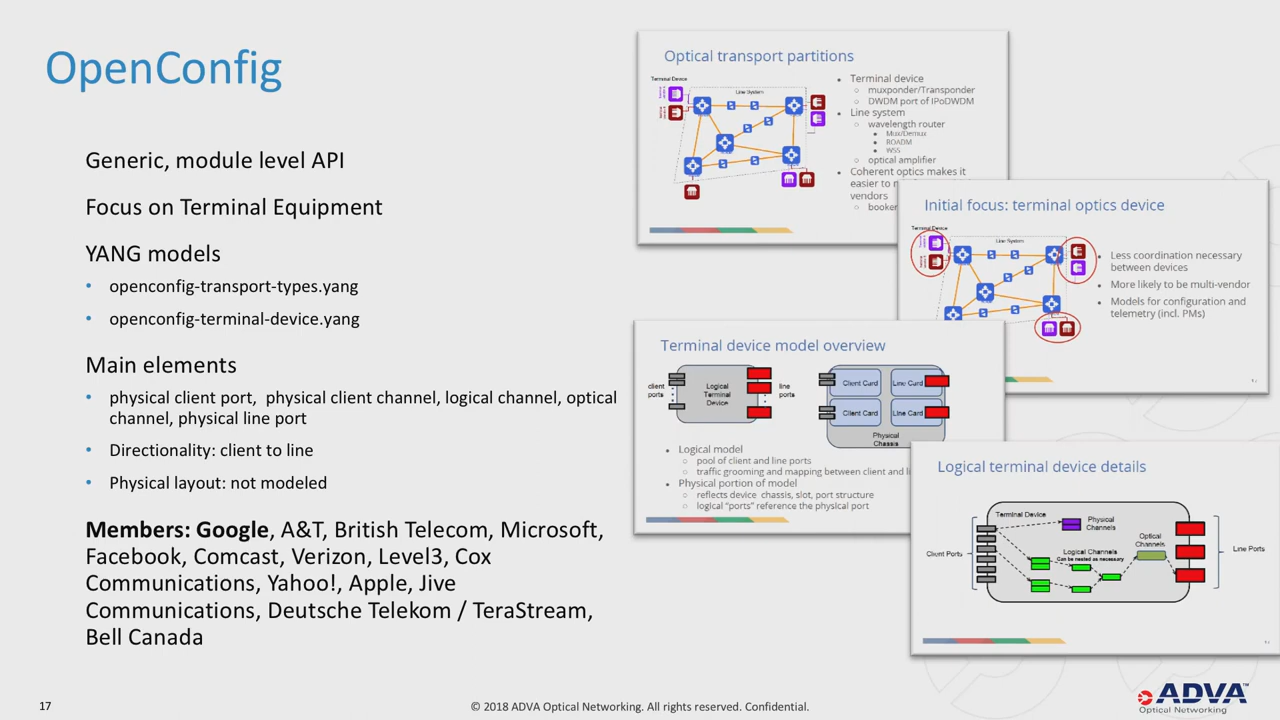 OpenConfig
Generic, module level API
Focus on Terminal Equipment
YANG models
• openconfig-transport-types.yang
• openconfig-terminal-device.yang
Main elements
• physical client port,  physical client channel, logical channel, optical
channel, physical line port
• Directionality: client to line
• Physical layout: not modeled
Members: Google, A&T, British Telecom, Microsoft,
Facebook, Comcast, Verizon, Level3, Cox
Communications, Yahoo!, Apple, Jive
Communications, Deutsche Telekom / TeraStream,
Bell Canada
Optical transport partitions
Terminal Device
Line System
• Terminal device
○ muxponder/Transponder
○ DWDM port of IPoDWDM
• Line system
○ wavelength router
■ Mux/Demux
■ ROADM
■ WSS
○ optical amplifier
• Coherent optics makes it
easier to
vendors
○
Initial focus: terminal optics device
Terminal Device
Line System
• Less coordination necessary
between devices
• More likely to be multi-vendor
• Models for configuration and
telemetry (incl. PMs)
Terminal device model overview
client
ports
Logical
Terminal
Device
line
ports
Client Card
Line Card
Client Card
Line Card
Physical
Chassis
• Logical model
○ pool of client and line ports
○ traffic grooming and mapping between client and
• Physical portion of model
○ reflects device chassis, slot, port structure
○ logical "ports" reference the physical port
Logical terminal device details
Terminal Device
Client Ports
Physical
Channels
Logical Channels
Can be nested as necessary
Optical
Channels
Line Ports
17
© 2018 ADVA Optical Networking. All rights reserved. Confidential.
ADVA™
Optical Networking